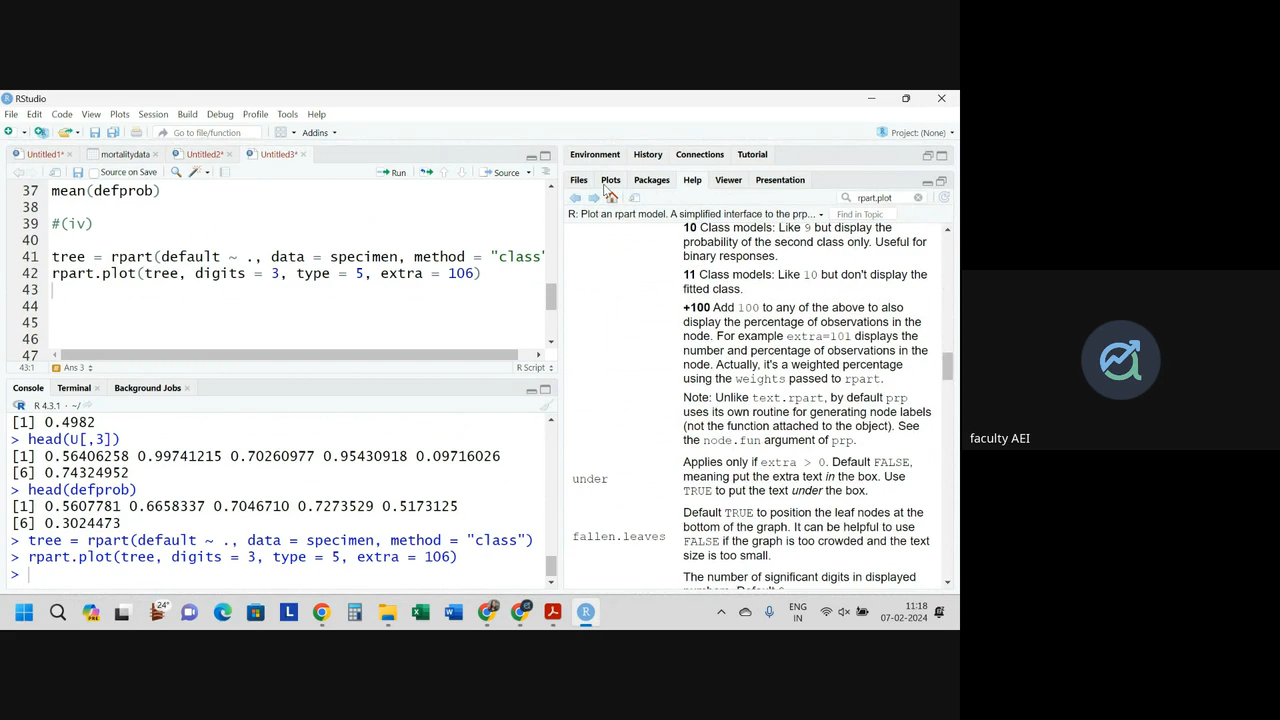 RStudio
File Edit Code View Plots Session Build Debug Profile Tools Help
Go to file/function Addins Project: (None)
Untitled1* mortalitydata Untitled2* Untitled3*
Source on Save Run Source
37 mean(defprob)
38
39 #(iv)
40
41 tree = rpart(default ~ ., data = specimen, method = "class"
42 rpart.plot(tree, digits = 3, type = 5, extra = 106)
43
44
45
46
47
43:1 Ans 3 R Script
Console Terminal Background Jobs
R 4.3.1 · ~/
[1] 0.4982
> head(U[,3])
[1] 0.56406258 0.99741215 0.70260977 0.95430918 0.09716026
[6] 0.74324952
> head(defprob)
[1] 0.5607781 0.6658337 0.7046710 0.7273529 0.5173125
[6] 0.3024473
> tree = rpart(default ~ ., data = specimen, method = "class")
> rpart.plot(tree, digits = 3, type = 5, extra = 106)
>
Environment History Connections Tutorial
Files Plots Packages Help Viewer Presentation
rpart.plot
R: Plot an rpart model. A simplified interface to the prp... Find in Topic
10 Class models: Like 9 but display the
probability of the second class only. Useful for
binary responses.
11 Class models: Like 10 but don't display the
fitted class.
+100 Add 100 to any of the above to also
display the percentage of observations in the
node. For example extra=101 displays the
number and percentage of observations in the
node. Actually, it's a weighted percentage
using the weights passed to rpart.
Note: Unlike text.rpart, by default prp
uses its own routine for generating node labels
(not the function attached to the object). See
the node.fun argument of prp.
under
Applies only if extra > 0. Default FALSE,
meaning put the extra text in the box. Use
TRUE to put the text under the box.
fallen.leaves
Default TRUE to position the leaf nodes at the
bottom of the graph. It can be helpful to use
FALSE if the graph is too crowded and the text
size is too small.
The number of significant digits in displayed
faculty AEI
24°
ENG
IN
11:18
07-02-2024